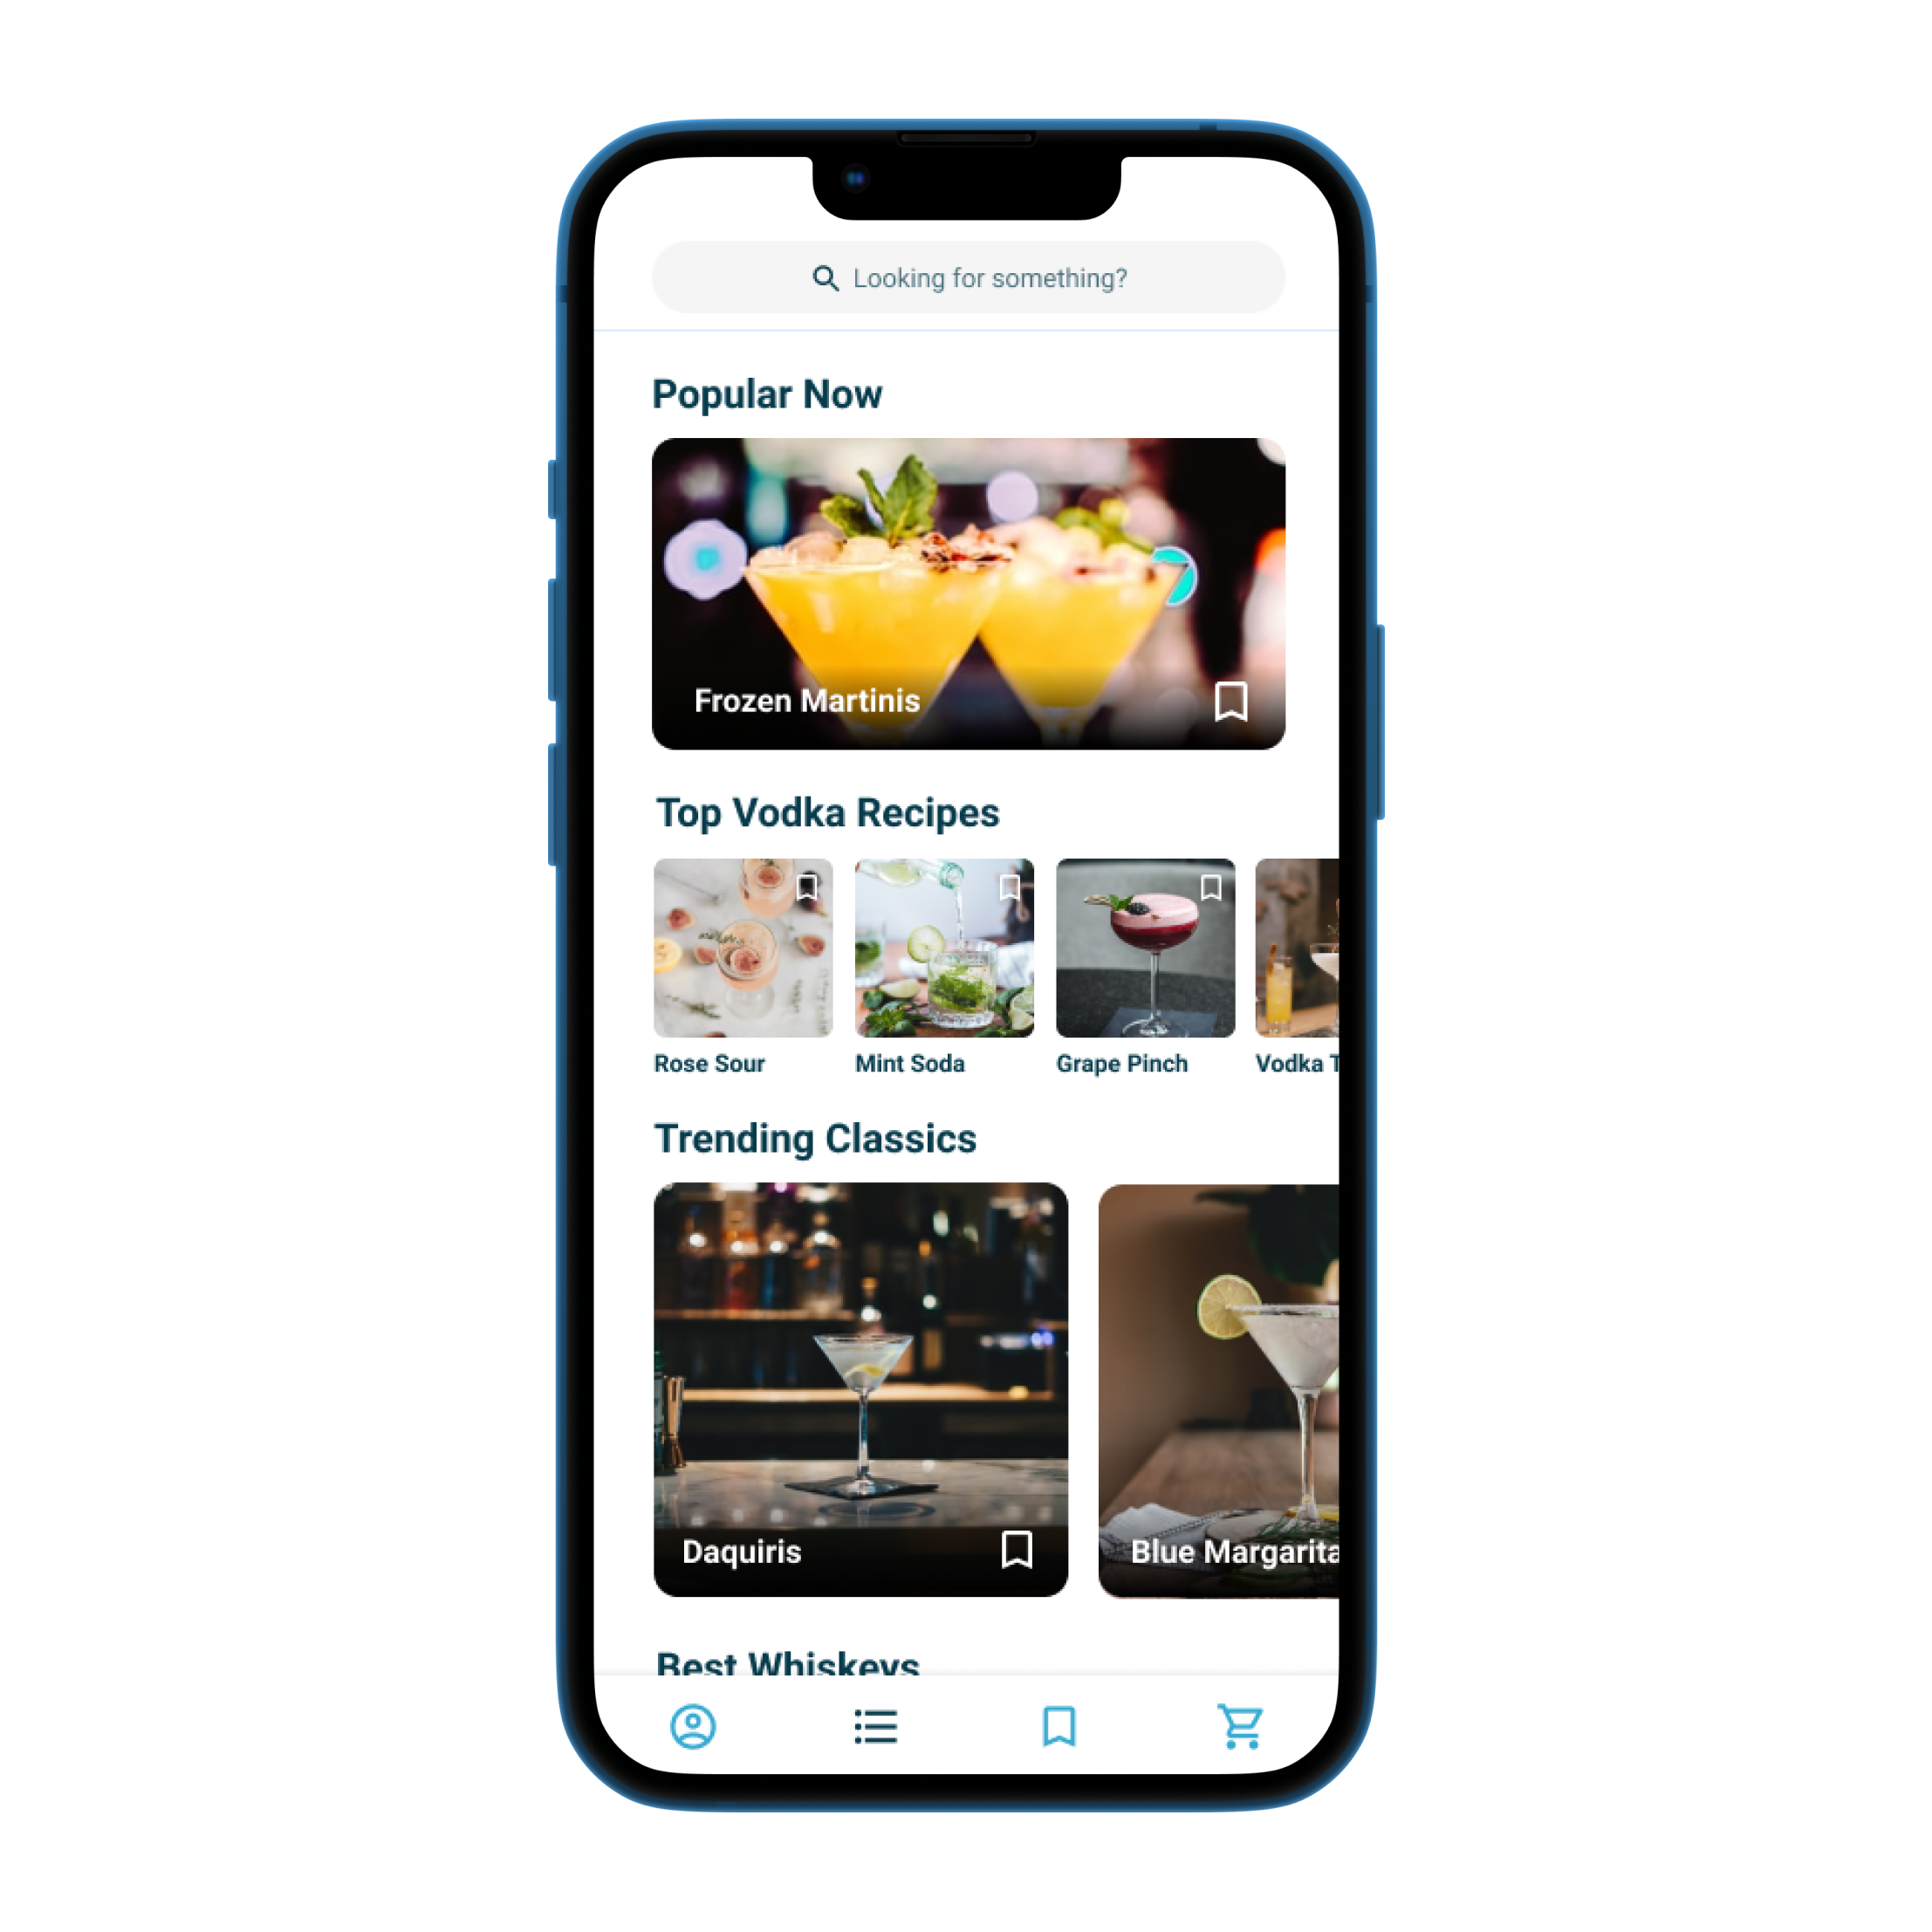 Looking for something?
Popular Now
Frozen Martinis
Top Vodka Recipes
Rose Sour
Mint Soda
Grape Pinch
Vodka T
Trending Classics
Daquiris
Blue Margarita
Best Whiskeys